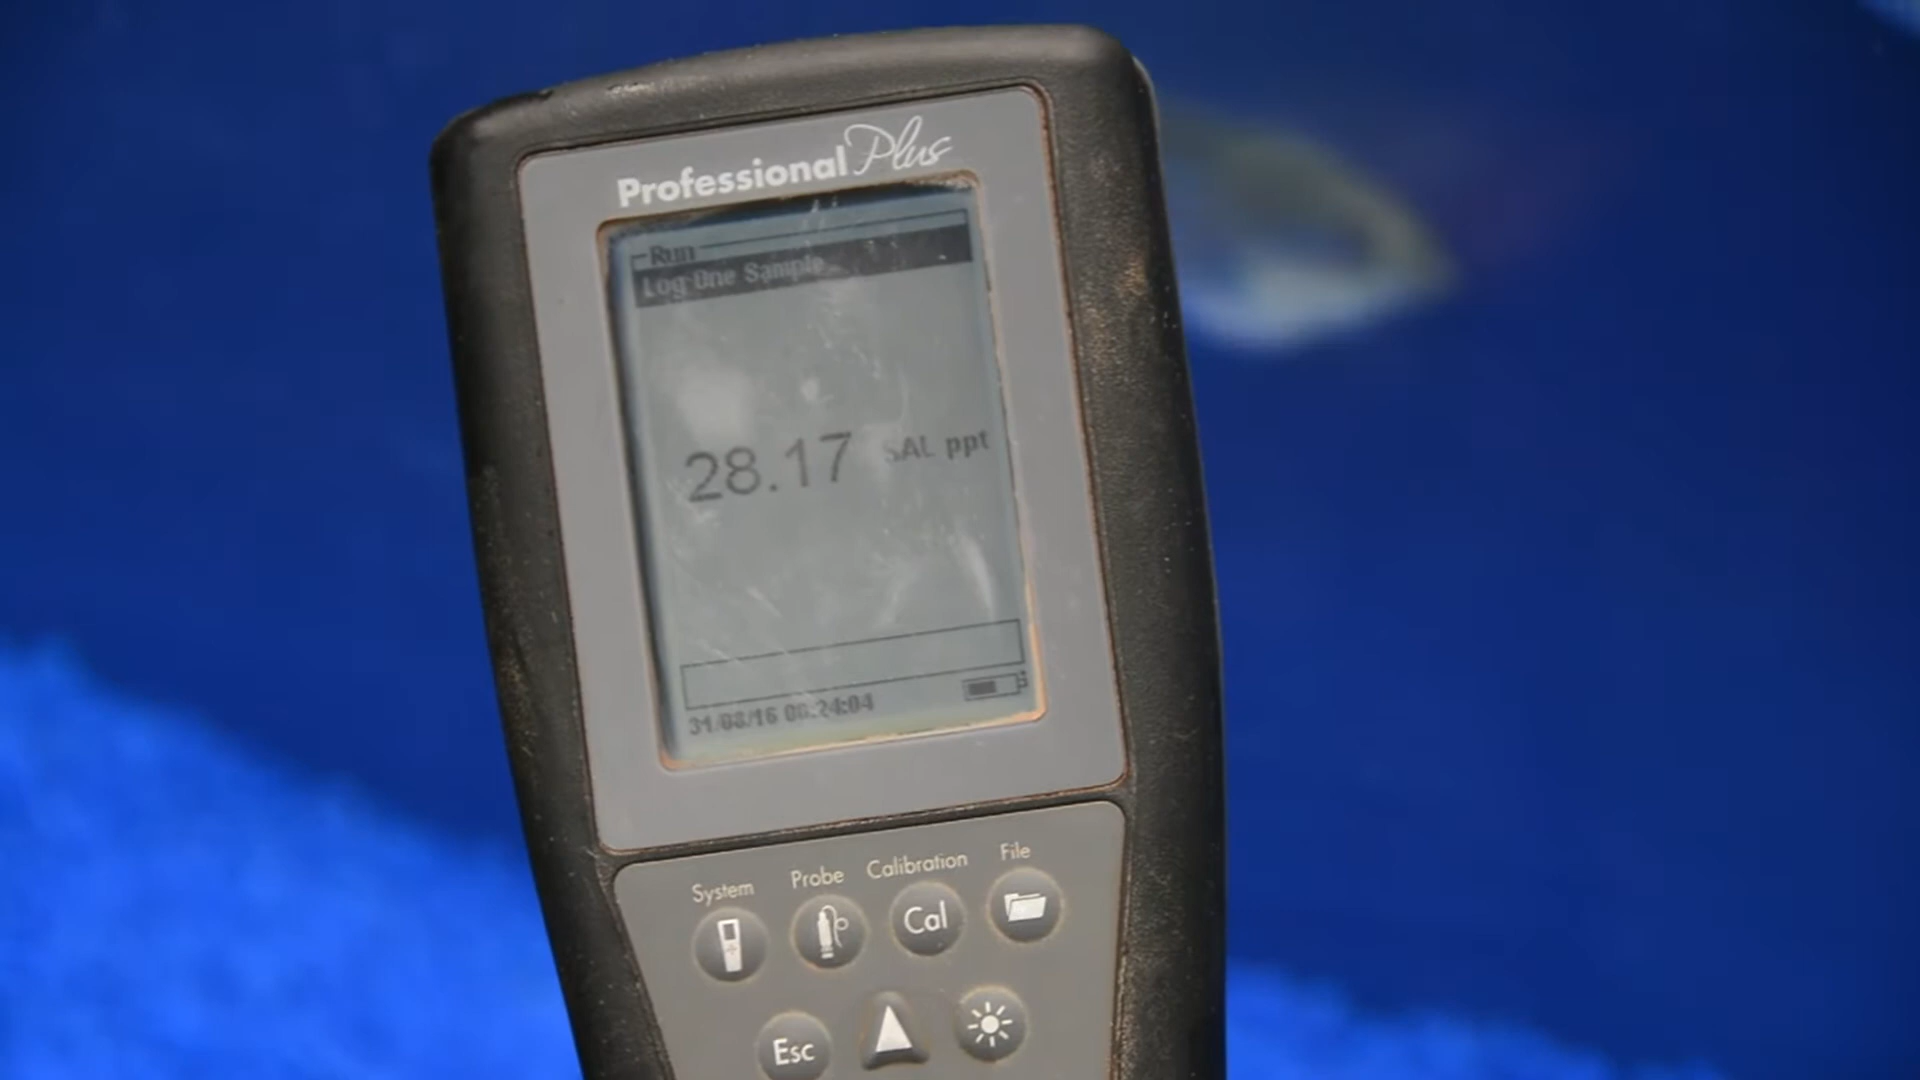 Professional Plus
Run
Log One Sample
28.17 SAL ppt
31/08/16 06:24:04
System Probe Calibration File
Cal
Esc